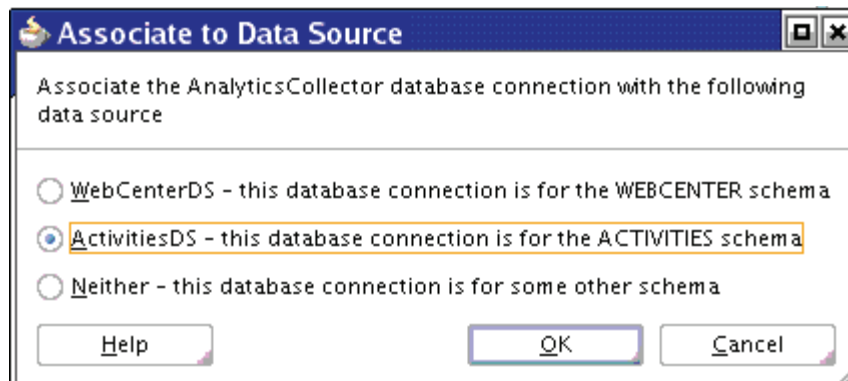 Associate to Data Source
Associate the AnalyticsCollector database connection with the following
data source
WebCenterDS - this database connection is for the WEBCENTER schema
ActivitiesDS - this database connection is for the ACTIVITIES schema
Neither - this database connection is for some other schema
Help OK Cancel